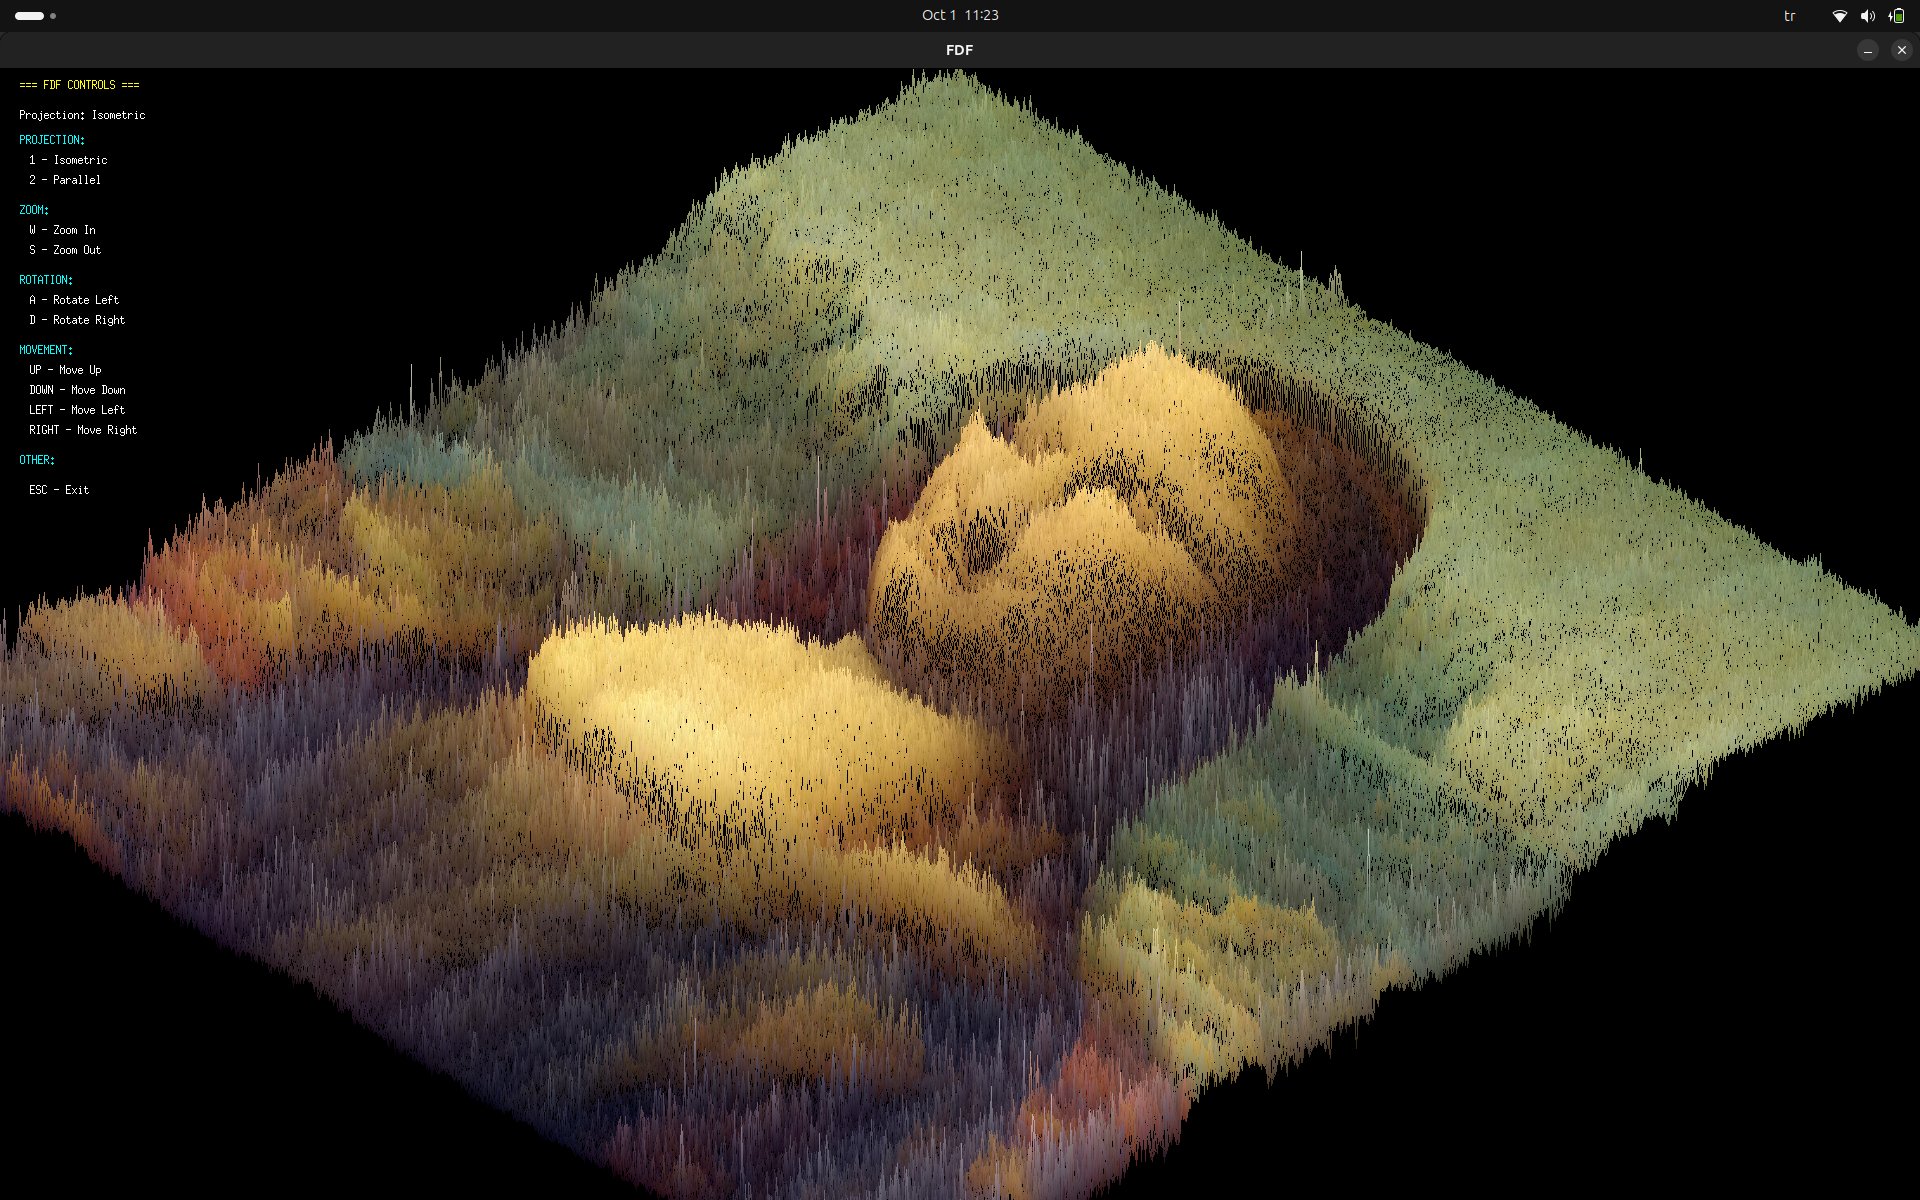 Oct 1 11:23
tr
FDF
=== FDF CONTROLS ===
Projection: Isometric
PROJECTION:
1 - Isometric
2 - Parallel
ZOOM:
W - Zoom In
S - Zoom Out
ROTATION:
A - Rotate Left
D - Rotate Right
MOVEMENT:
UP - Move Up
DOWN - Move Down
LEFT - Move Left
RIGHT - Move Right
OTHER:
ESC - Exit